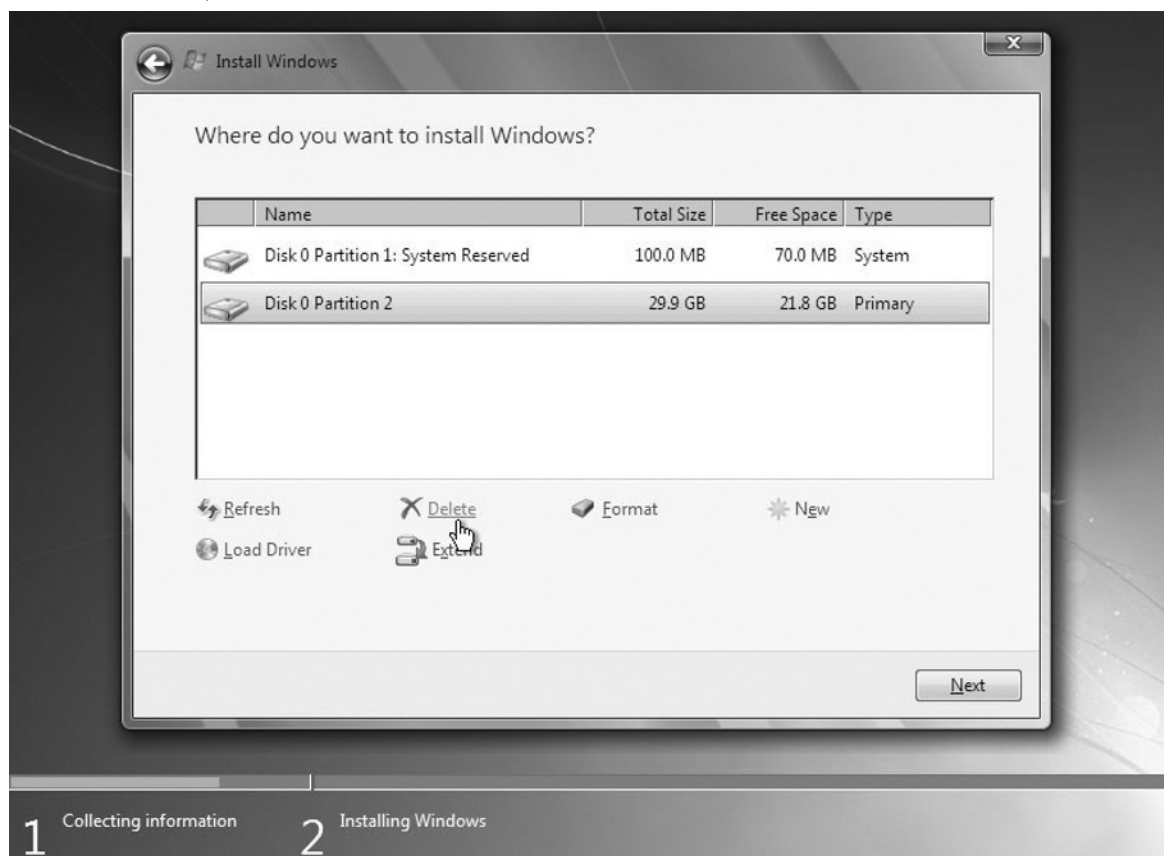 Install Windows
Where do you want to install Windows?
Name Total Size Free Space Type
Disk 0 Partition 1: System Reserved 100.0 MB 70.0 MB System
Disk 0 Partition 2 29.9 GB 21.8 GB Primary
Refresh Delete Format New
Load Driver Extend
Next
1 Collecting information 2 Installing Windows